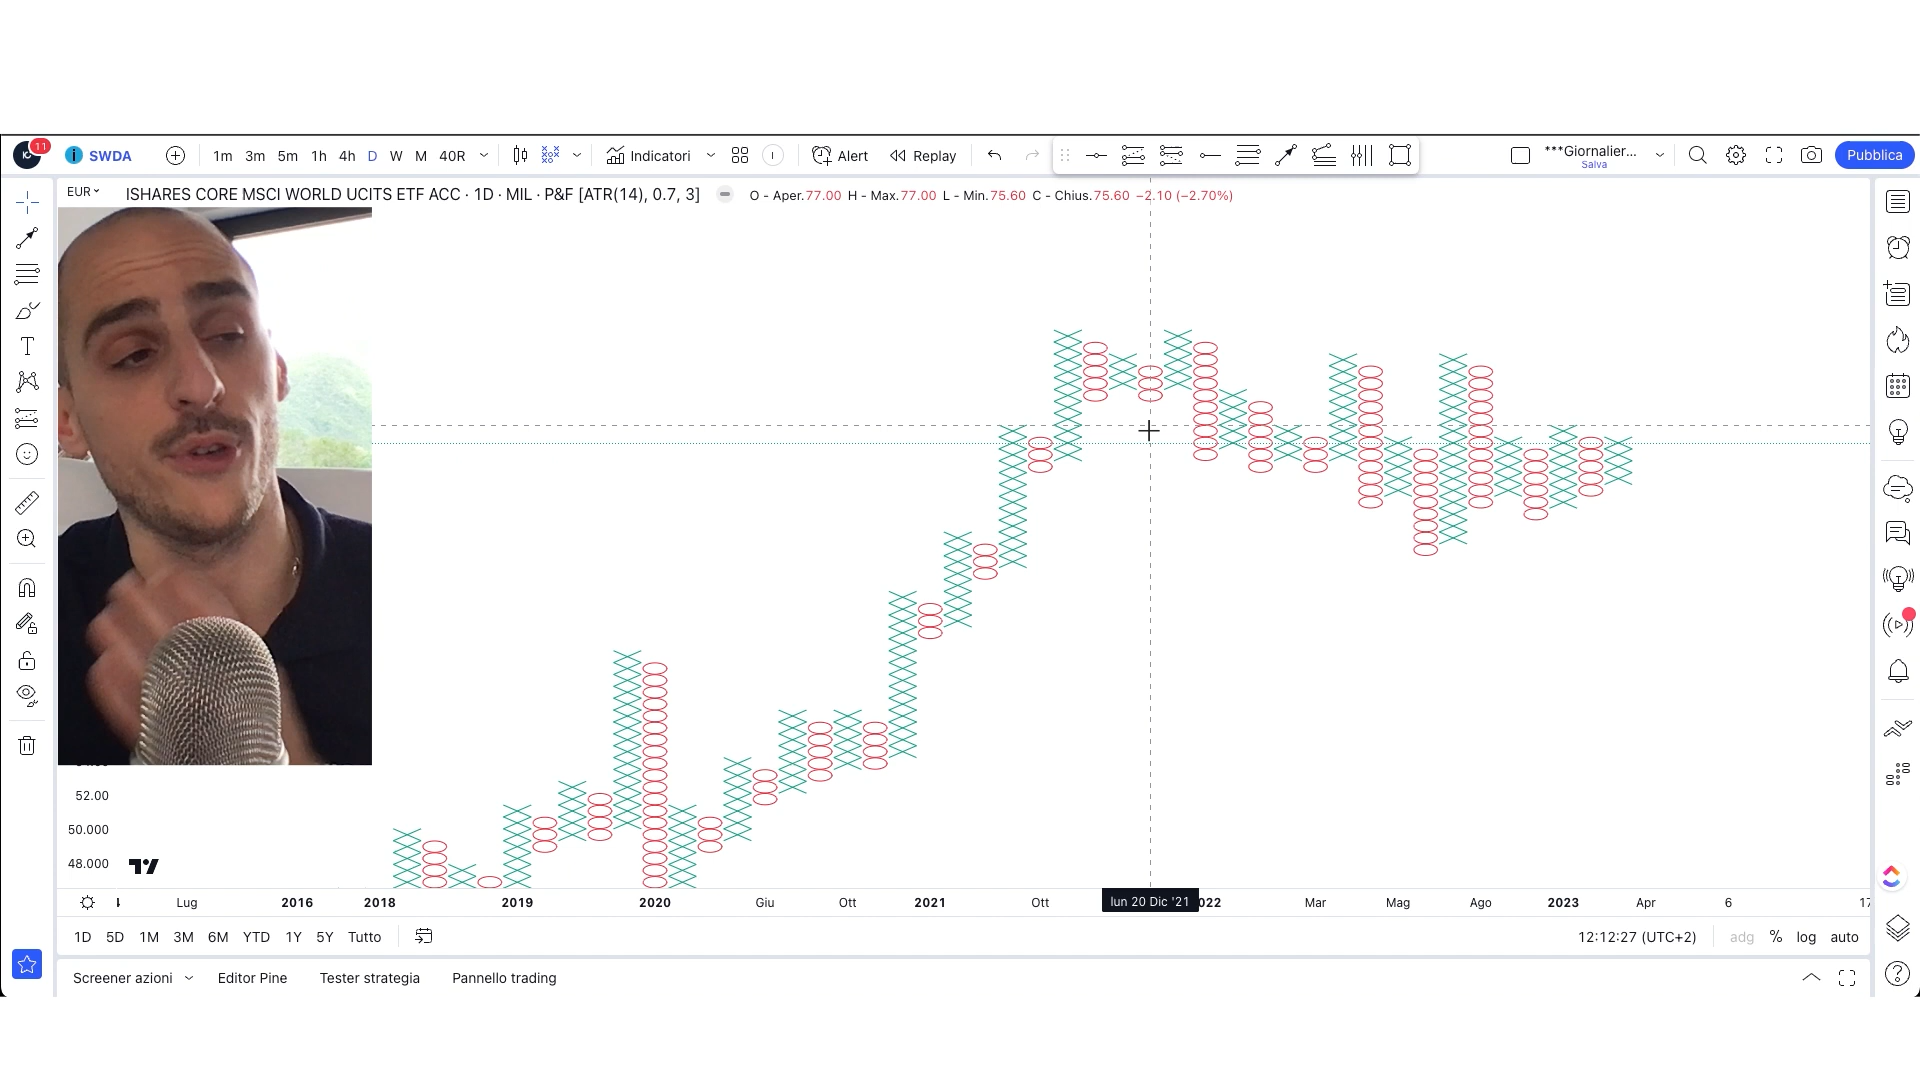 11
SWDA
1m 3m 5m 1h 4h D W M 40R
Indicatori
Alert
Replay
***Giornalier...
Salva
Pubblica
EUR
ISHARES CORE MSCI WORLD UCITS ETF ACC · 1D · MIL · P&F [ATR(14), 0.7, 3]
O - Aper.77.00 H - Max.77.00 L - Min.75.60 C - Chius.75.60 −2.10 (−2.70%)
52.00
50.000
48.000
Lug 2016 2018 2019 2020 Giu Ott 2021 Ott lun 20 Dic '21 022 Mar Mag Ago 2023 Apr 6 17
1D 5D 1M 3M 6M YTD 1Y 5Y Tutto
12:12:27 (UTC+2)
adg % log auto
Screener azioni Editor Pine Tester strategia Pannello trading